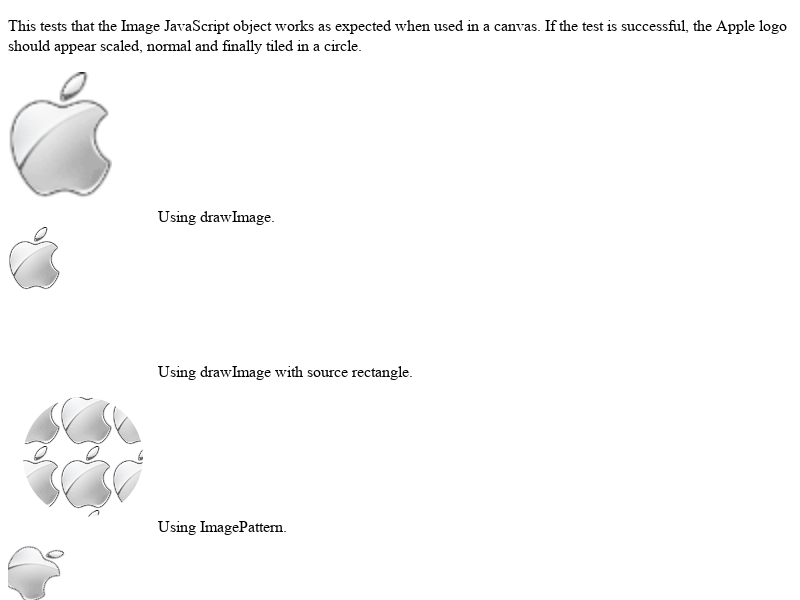 This tests that the Image JavaScript object works as expected when used in a canvas. If the test is successful, the Apple logo
should appear scaled, normal and finally tiled in a circle.
Using drawImage.
Using drawImage with source rectangle.
Using ImagePattern.